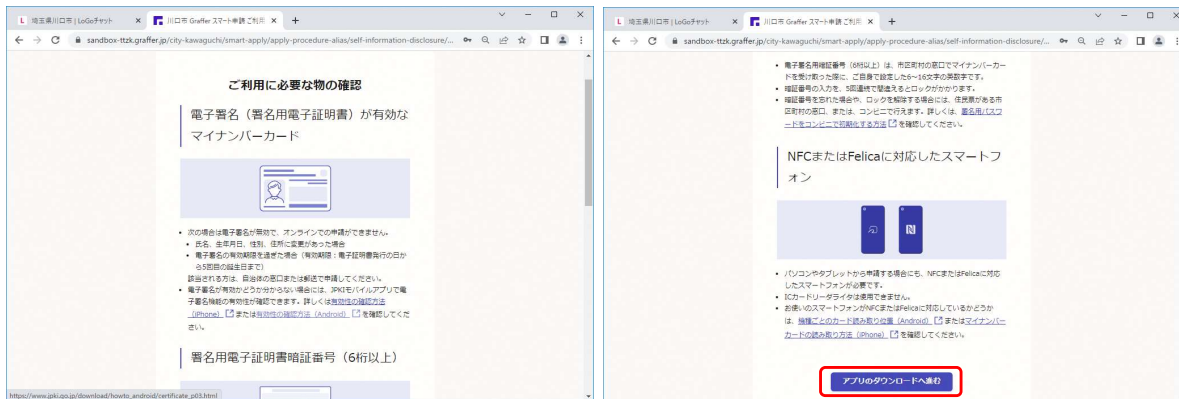 埼玉県川口市 | LoGoチャット
川口市 Graffer スマート申請 ご利用
sandbox-ttzk.graffer.jp/city-kawaguchi/smart-apply/apply-procedure-alias/self-information-disclosure/...
ご利用に必要な物の確認
電子署名（署名用電子証明書）が有効な
マイナンバーカード
• 次の場合は電子署名が無効で、オンラインでの申請ができません。
• 氏名、生年月日、性別、住所に変更があった場合
• 電子署名の有効期限を過ぎた場合（有効期限：電子証明書発行の日か
ら5回目の誕生日まで）
該当される方は、自治体の窓口または郵送で申請してください。
• 電子署名が有効かどうか分からない場合には、JPKIモバイルアプリで電
子署名機能の有効性が確認できます。詳しくは有効性の確認方法
（iPhone）または有効性の確認方法（Android）を確認してくだ
さい。
署名用電子証明書暗証番号（6桁以上）
https://www.jpki.go.jp/download/howto_android/certificate_p03.html
埼玉県川口市 | LoGoチャット
川口市 Graffer スマート申請 ご利用
sandbox-ttzk.graffer.jp/city-kawaguchi/smart-apply/apply-procedure-alias/self-information-disclosure/...
• 電子署名用暗証番号（6桁以上）は、市区町村の窓口でマイナンバーカー
ドを受け取った際に、ご自身で設定した6～16文字の英数字です。
• 暗証番号の入力を、5回連続で間違えるとロックがかかります。
• 暗証番号を忘れた場合や、ロックを解除する場合には、住民票がある市
区町村の窓口、または、コンビニで行えます。詳しくは、署名用パスワ
ードをコンビニで初期化する方法を確認してください。
NFCまたはFelicaに対応したスマートフ
ォン
• パソコンやタブレットから申請する場合にも、NFCまたはFelicaに対応
したスマートフォンが必要です。
• ICカードリーダライタは使用できません。
• お使いのスマートフォンがNFCまたはFelicaに対応しているかどうか
は、機種ごとのカード読み取り位置（Android）またはマイナンバー
カードの読み取り方法（iPhone）を確認してください。
アプリのダウンロードへ進む